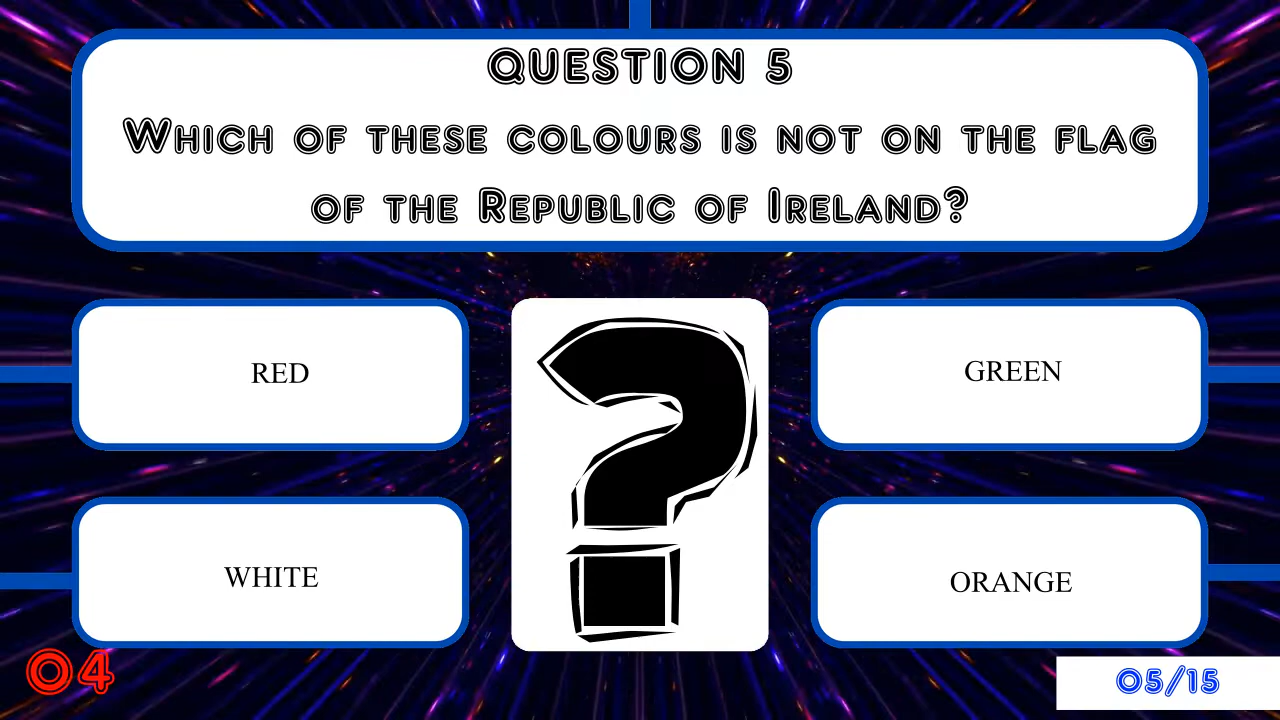 QUESTION 5
WHICH OF THESE COLOURS IS NOT ON THE FLAG
OF THE REPUBLIC OF IRELAND?
RED
GREEN
WHITE
ORANGE
04
05/15